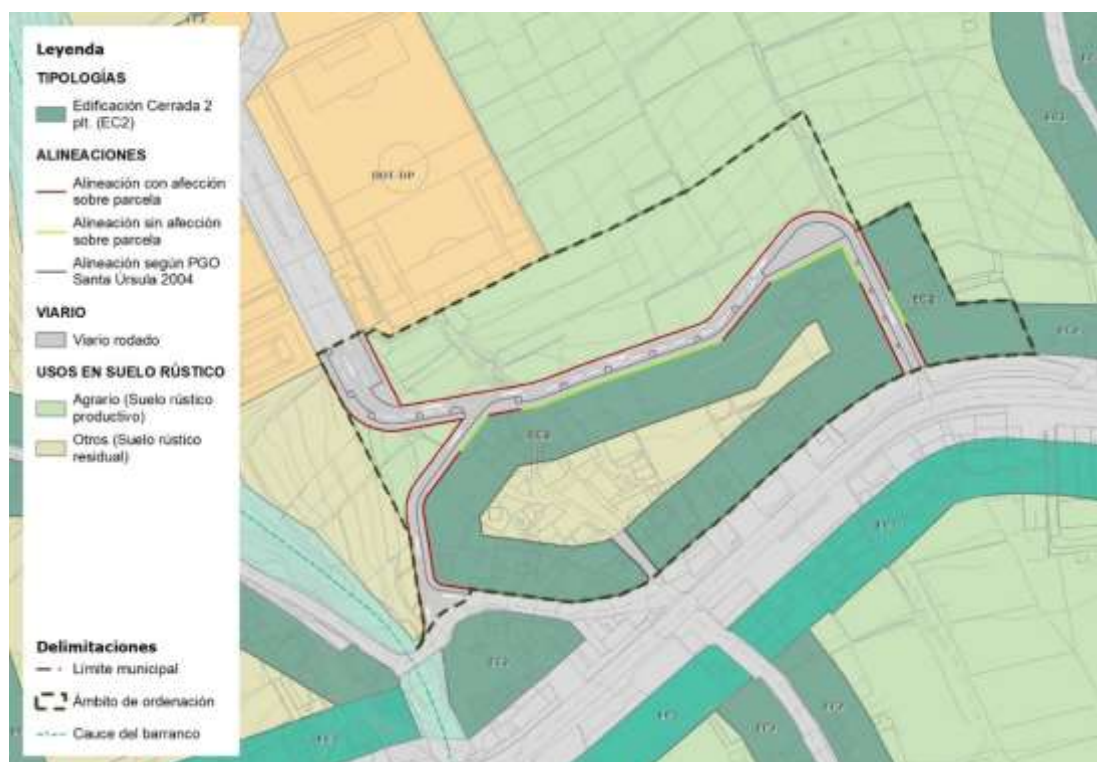 Leyenda
TIPOLOGÍAS
Edificación Cerrada 2
plt. (EC2)
ALINEACIONES
Alineación con afección
sobre parcela
Alineación sin afección
sobre parcela
Alineación según PGO
Santa Úrsula 2004
VIARIO
Viario rodado
USOS EN SUELO RÚSTICO
Agrario (Suelo rústico
productivo)
Otros (Suelo rústico
residual)
Delimitaciones
Límite municipal
Ámbito de ordenación
Cauce del barranco
EC2
EC2
EC2
EC2